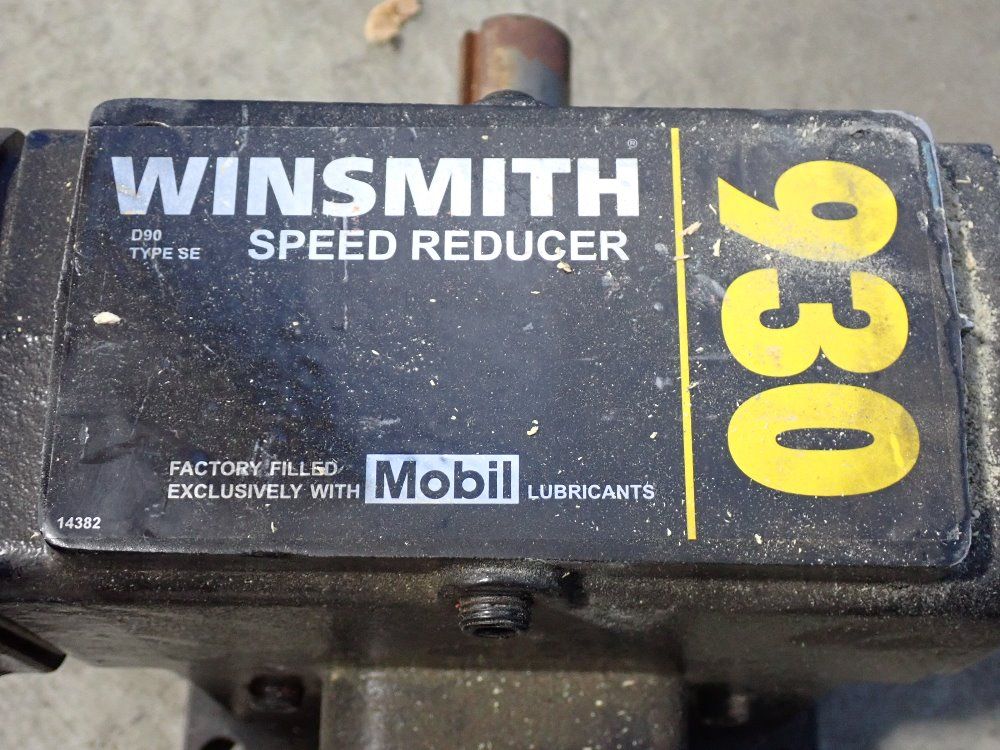 WINSMITH®
D90
TYPE SE
SPEED REDUCER
930
FACTORY FILLED
EXCLUSIVELY WITH Mobil LUBRICANTS
14382